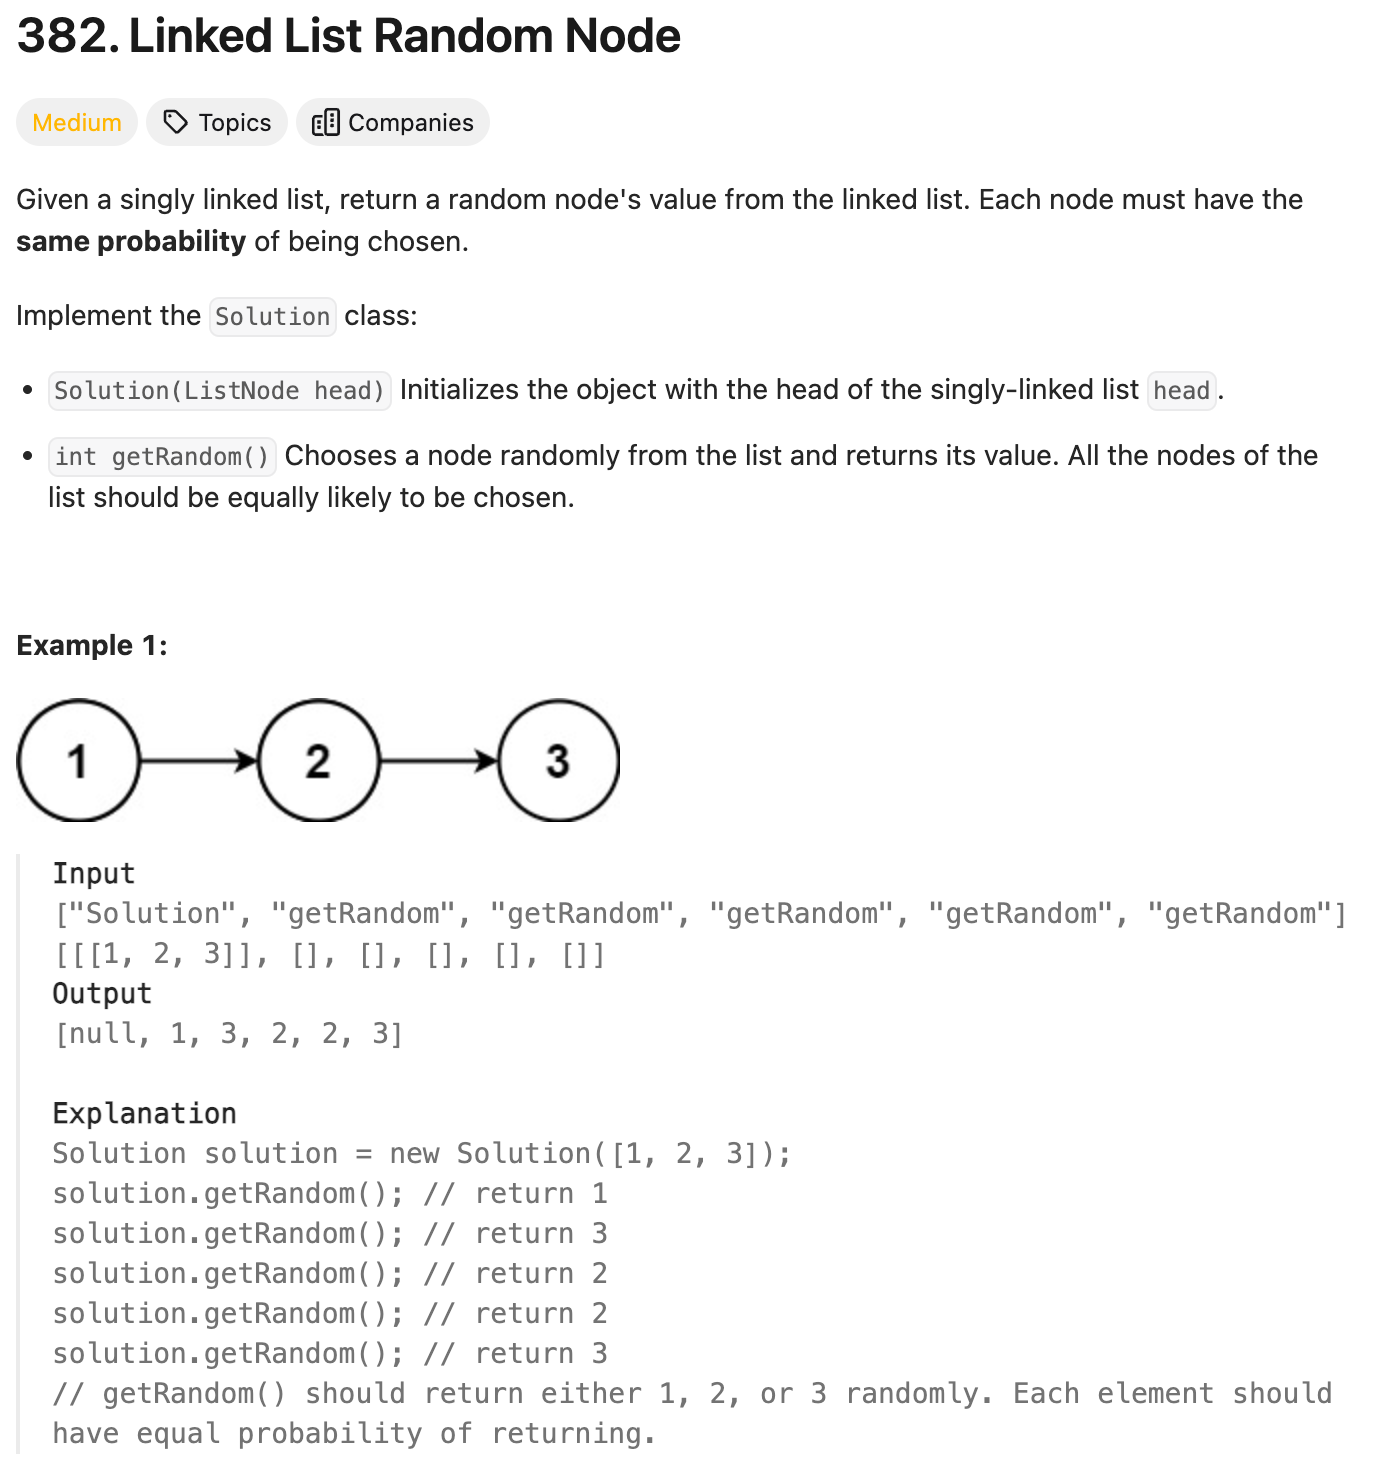 382. Linked List Random Node
Medium Topics Companies
Given a singly linked list, return a random node's value from the linked list. Each node must have the
same probability of being chosen.
Implement the Solution class:
• Solution(ListNode head) Initializes the object with the head of the singly-linked list head.
• int getRandom() Chooses a node randomly from the list and returns its value. All the nodes of the
list should be equally likely to be chosen.
Example 1:
1 2 3
Input
["Solution", "getRandom", "getRandom", "getRandom", "getRandom", "getRandom"]
[[[1, 2, 3]], [], [], [], [], []]
Output
[null, 1, 3, 2, 2, 3]
Explanation
Solution solution = new Solution([1, 2, 3]);
solution.getRandom(); // return 1
solution.getRandom(); // return 3
solution.getRandom(); // return 2
solution.getRandom(); // return 2
solution.getRandom(); // return 3
// getRandom() should return either 1, 2, or 3 randomly. Each element should
have equal probability of returning.